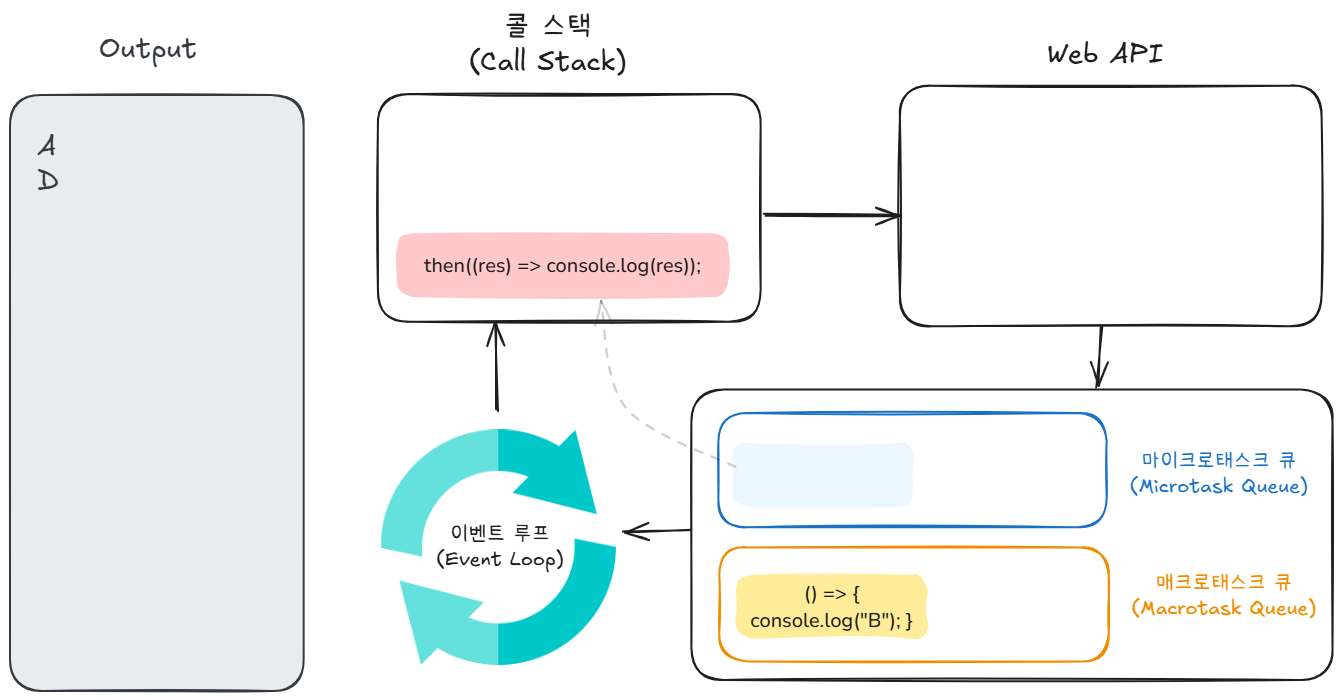 Output
콜 스택
(Call Stack)
Web API
A
D
then((res) => console.log(res));
이벤트 루프
(Event Loop)
마이크로태스크 큐
(Microtask Queue)
() => {
console.log("B"); }
매크로태스크 큐
(Macrotask Queue)